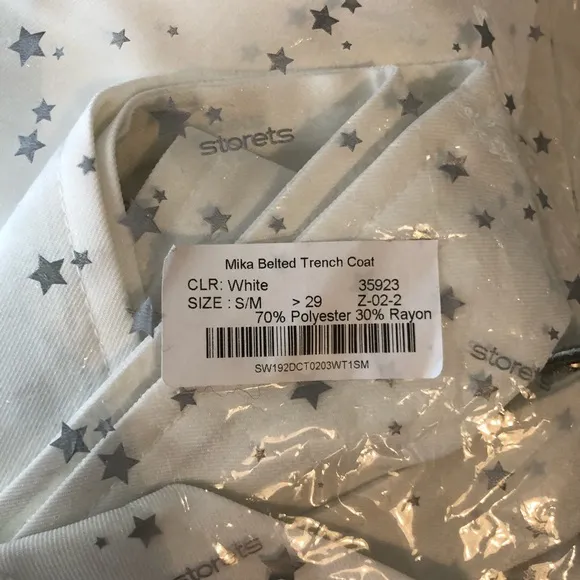 storets
Mika Belted Trench Coat
CLR: White 35923
SIZE : S/M > 29 Z-02-2
70% Polyester 30% Rayon
SW192DCT0203WT1SM
storets
storets